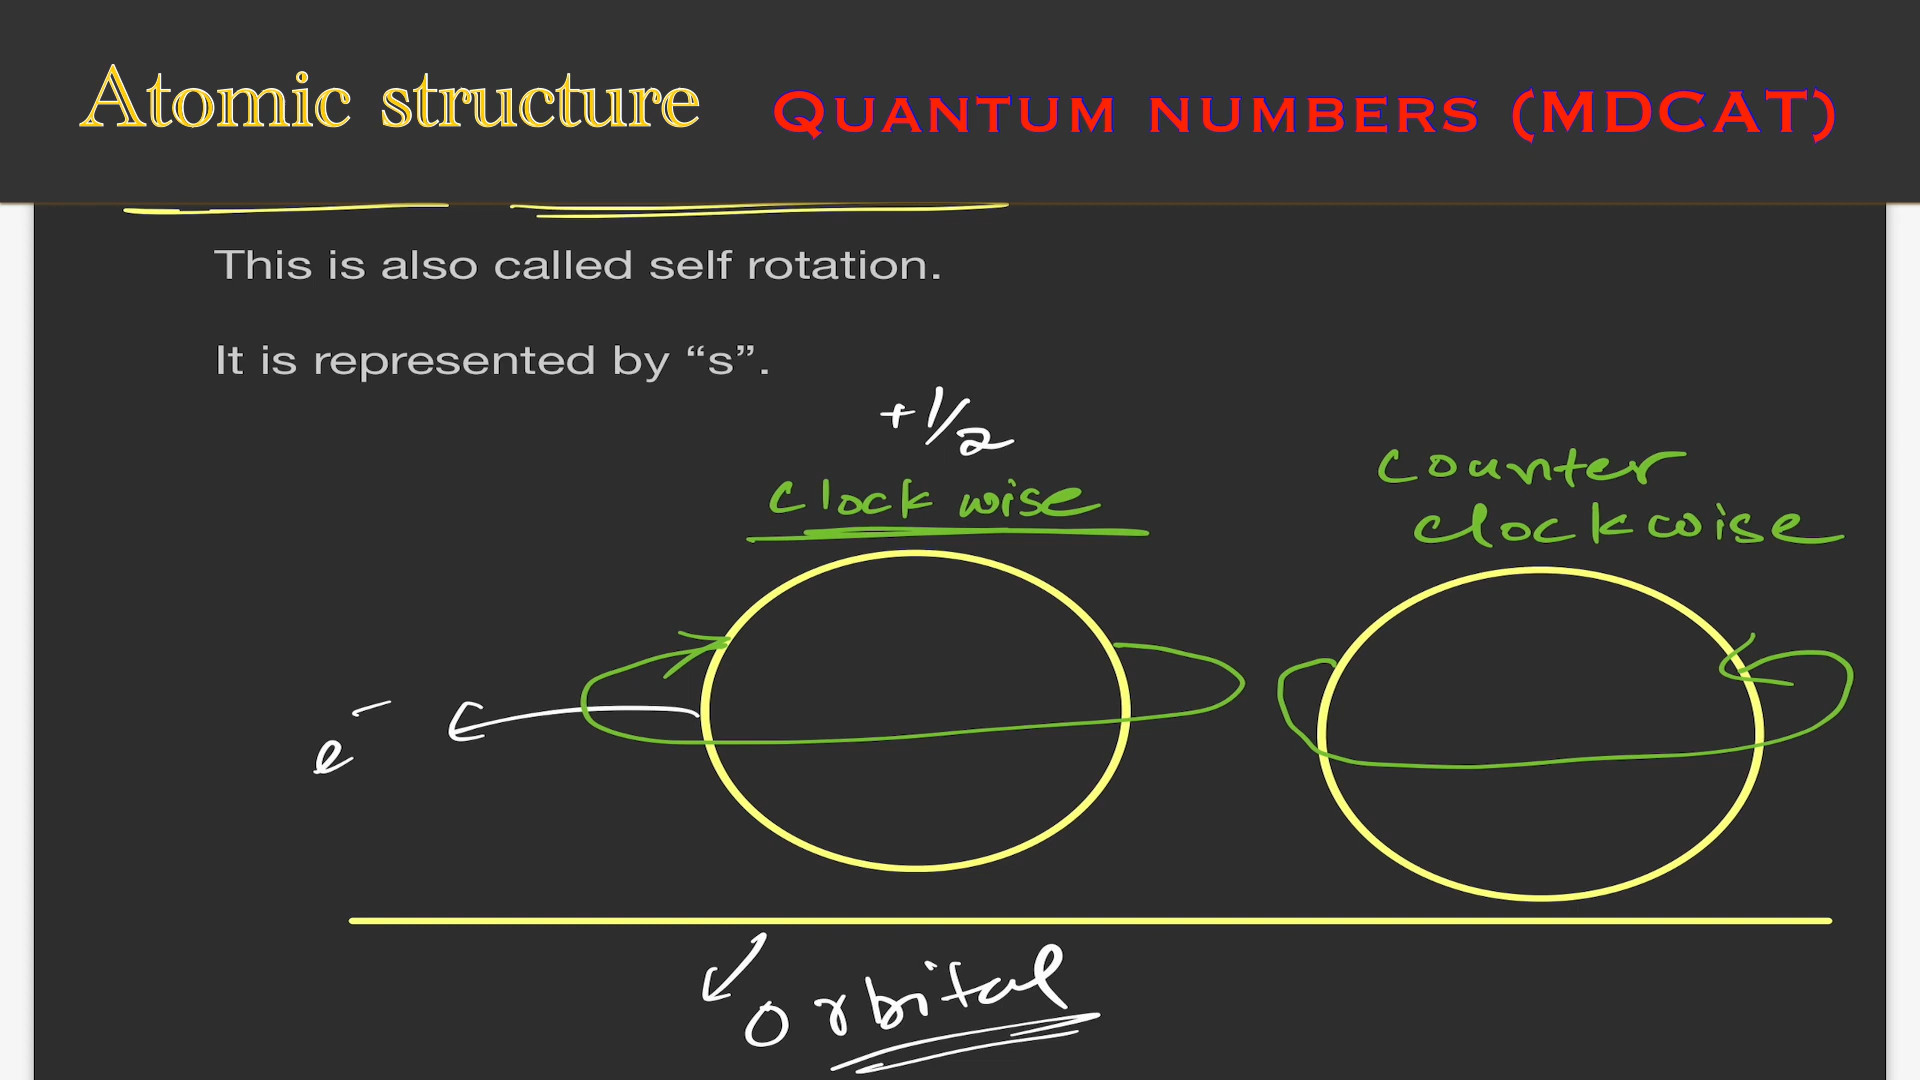 Atomic structure QUANTUM NUMBERS (MDCAT)
This is also called self rotation.
It is represented by “s”.
+1/2
clock wise
counter
clockwise
e⁻
orbital